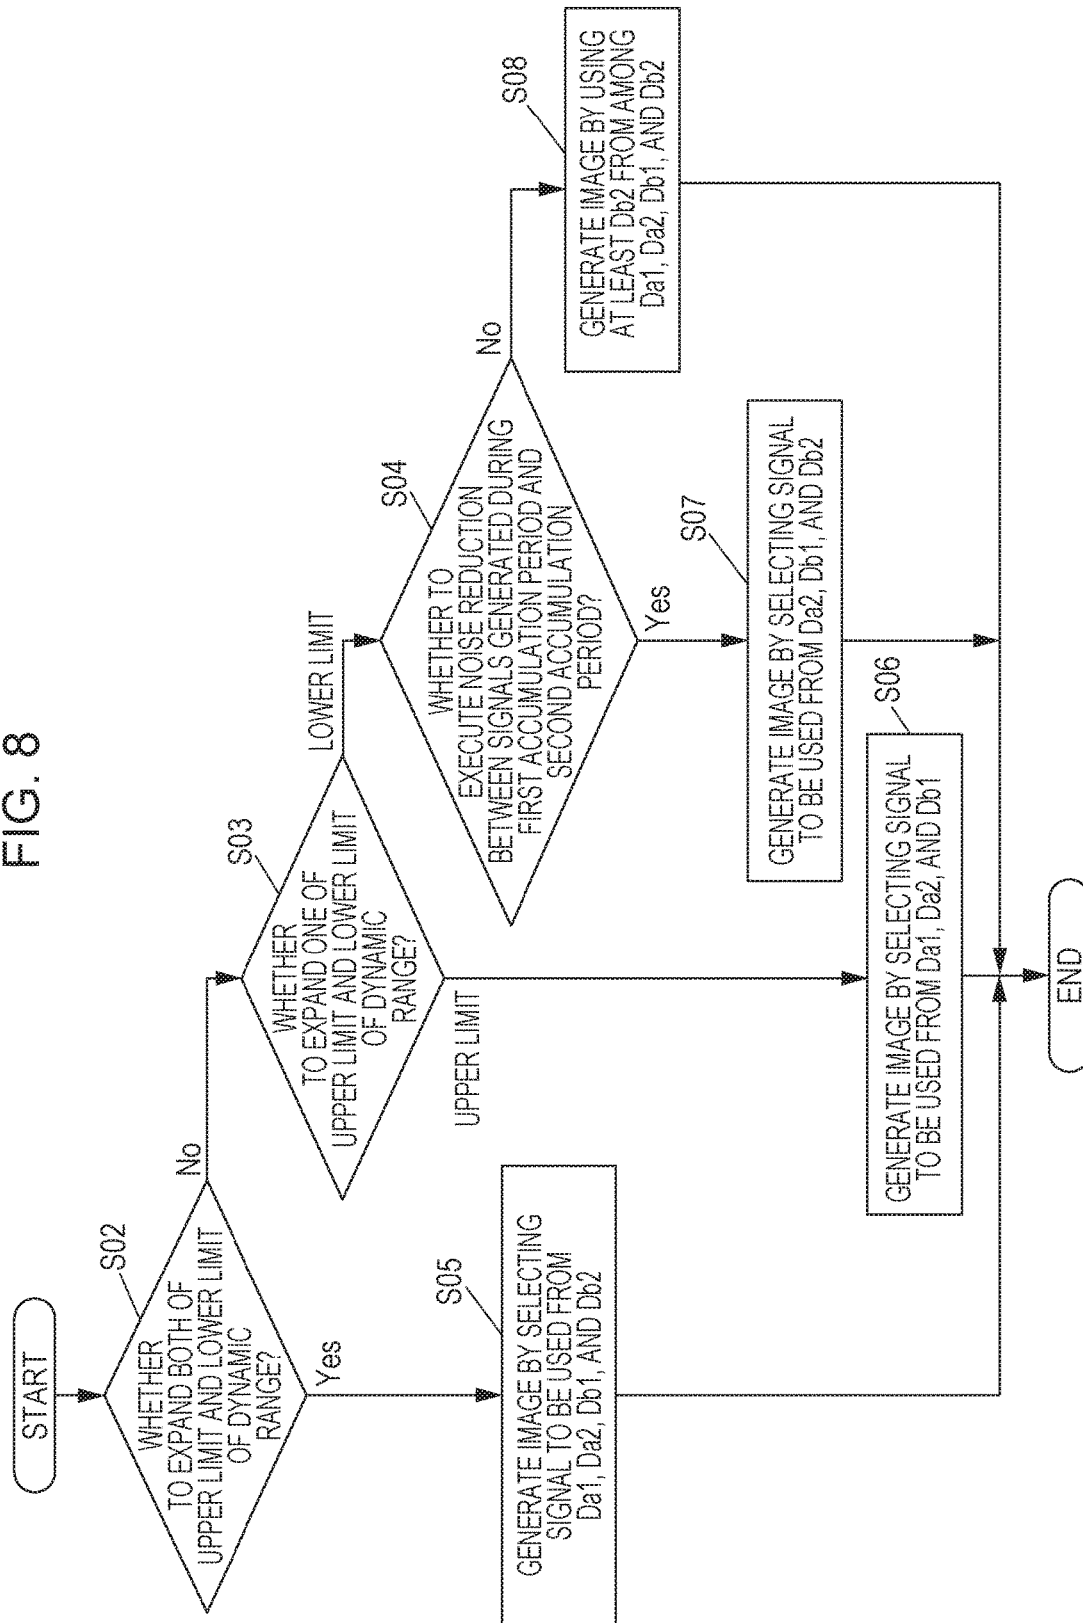 FIG. 8
START
S02
WHETHER
TO EXPAND BOTH OF
UPPER LIMIT AND LOWER LIMIT
OF DYNAMIC
RANGE?
No
Yes
S03
WHETHER
TO EXPAND ONE OF
UPPER LIMIT AND LOWER LIMIT
OF DYNAMIC
RANGE?
LOWER LIMIT
UPPER LIMIT
S04
WHETHER TO
EXECUTE NOISE REDUCTION
BETWEEN SIGNALS GENERATED DURING
FIRST ACCUMULATION PERIOD AND
SECOND ACCUMULATION
PERIOD?
No
Yes
S05
GENERATE IMAGE BY SELECTING
SIGNAL TO BE USED FROM
Da1, Da2, Db1, AND Db2
S06
GENERATE IMAGE BY SELECTING SIGNAL
TO BE USED FROM Da1, Da2, AND Db1
S07
GENERATE IMAGE BY SELECTING SIGNAL
TO BE USED FROM Da2, Db1, AND Db2
S08
GENERATE IMAGE BY USING
AT LEAST Db2 FROM AMONG
Da1, Da2, Db1, AND Db2
END